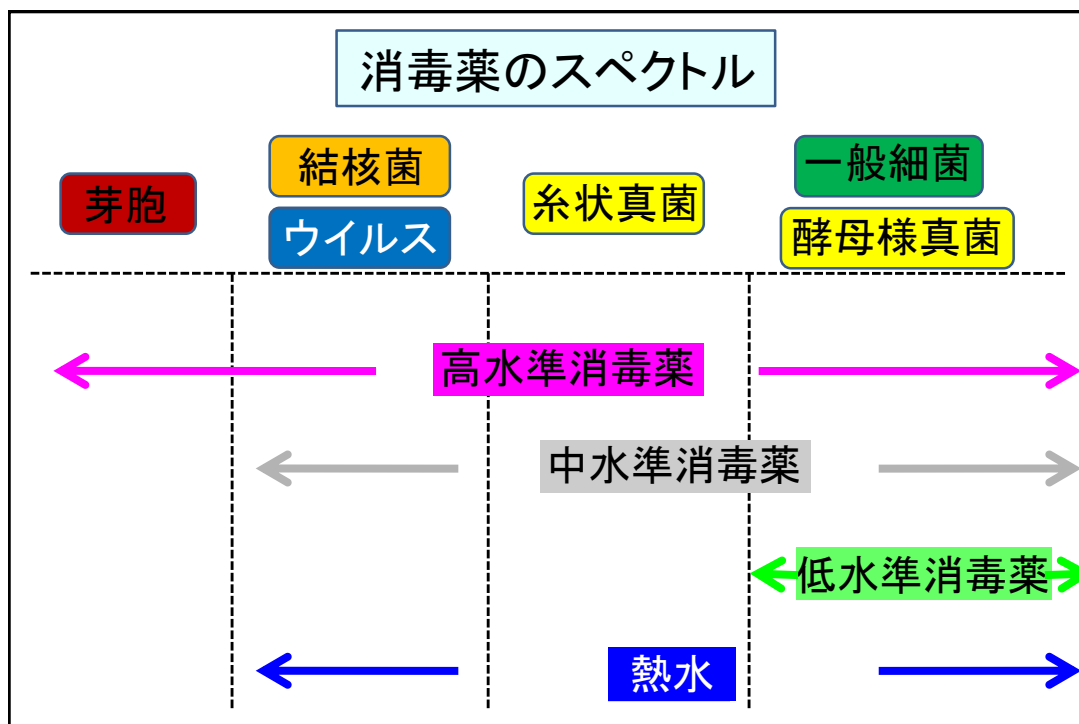 消毒薬のスペクトル
芽胞
結核菌
ウイルス
糸状真菌
一般細菌
酵母様真菌
高水準消毒薬
中水準消毒薬
低水準消毒薬
熱水